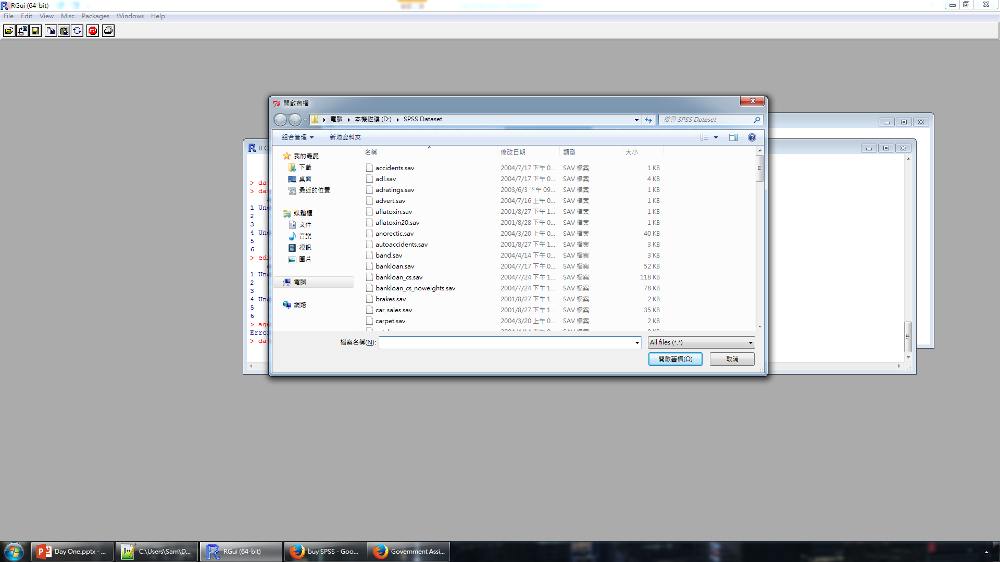 RGui (64-bit)
File Edit View Misc Packages Windows Help
STOP
開啟舊檔
電腦 本機磁碟 (D:) SPSS Dataset
搜尋 SPSS Dataset
組合管理 新增資料夾
我的最愛
下載
桌面
最近的位置
媒體櫃
文件
音樂
視訊
圖片
電腦
網路
名稱 修改日期 類型 大小
accidents.sav 2004/7/17 下午 0... SAV 檔案 1 KB
adl.sav 2004/7/17 下午 0... SAV 檔案 4 KB
adratings.sav 2003/6/3 下午 09... SAV 檔案 1 KB
advert.sav 2004/7/16 上午 0... SAV 檔案 1 KB
aflatoxin.sav 2001/8/27 下午 1... SAV 檔案 1 KB
aflatoxin20.sav 2001/8/28 下午 0... SAV 檔案 1 KB
anorectic.sav 2004/3/20 上午 0... SAV 檔案 40 KB
autoaccidents.sav 2001/8/27 下午 1... SAV 檔案 3 KB
band.sav 2004/4/14 下午 0... SAV 檔案 3 KB
bankloan.sav 2004/7/17 下午 0... SAV 檔案 52 KB
bankloan_cs.sav 2004/7/24 下午 1... SAV 檔案 118 KB
bankloan_cs_noweights.sav 2004/7/24 下午 1... SAV 檔案 78 KB
brakes.sav 2001/8/27 下午 1... SAV 檔案 2 KB
car_sales.sav 2001/8/27 下午 1... SAV 檔案 35 KB
carpet.sav 2004/3/20 上午 0... SAV 檔案 2 KB
檔案名稱(N): All files (*.*)
開啟舊檔(O) 取消
R C
> dat
> dat
1 Und
2
3
4 Und
5
6
> edi
1 Und
2
3
4 Und
5
6
> age
Error
> dat
Day One.pptx - ...
C:\Users\Sam\D...
RGui (64-bit)
buy SPSS - Goo...
Government Assi...